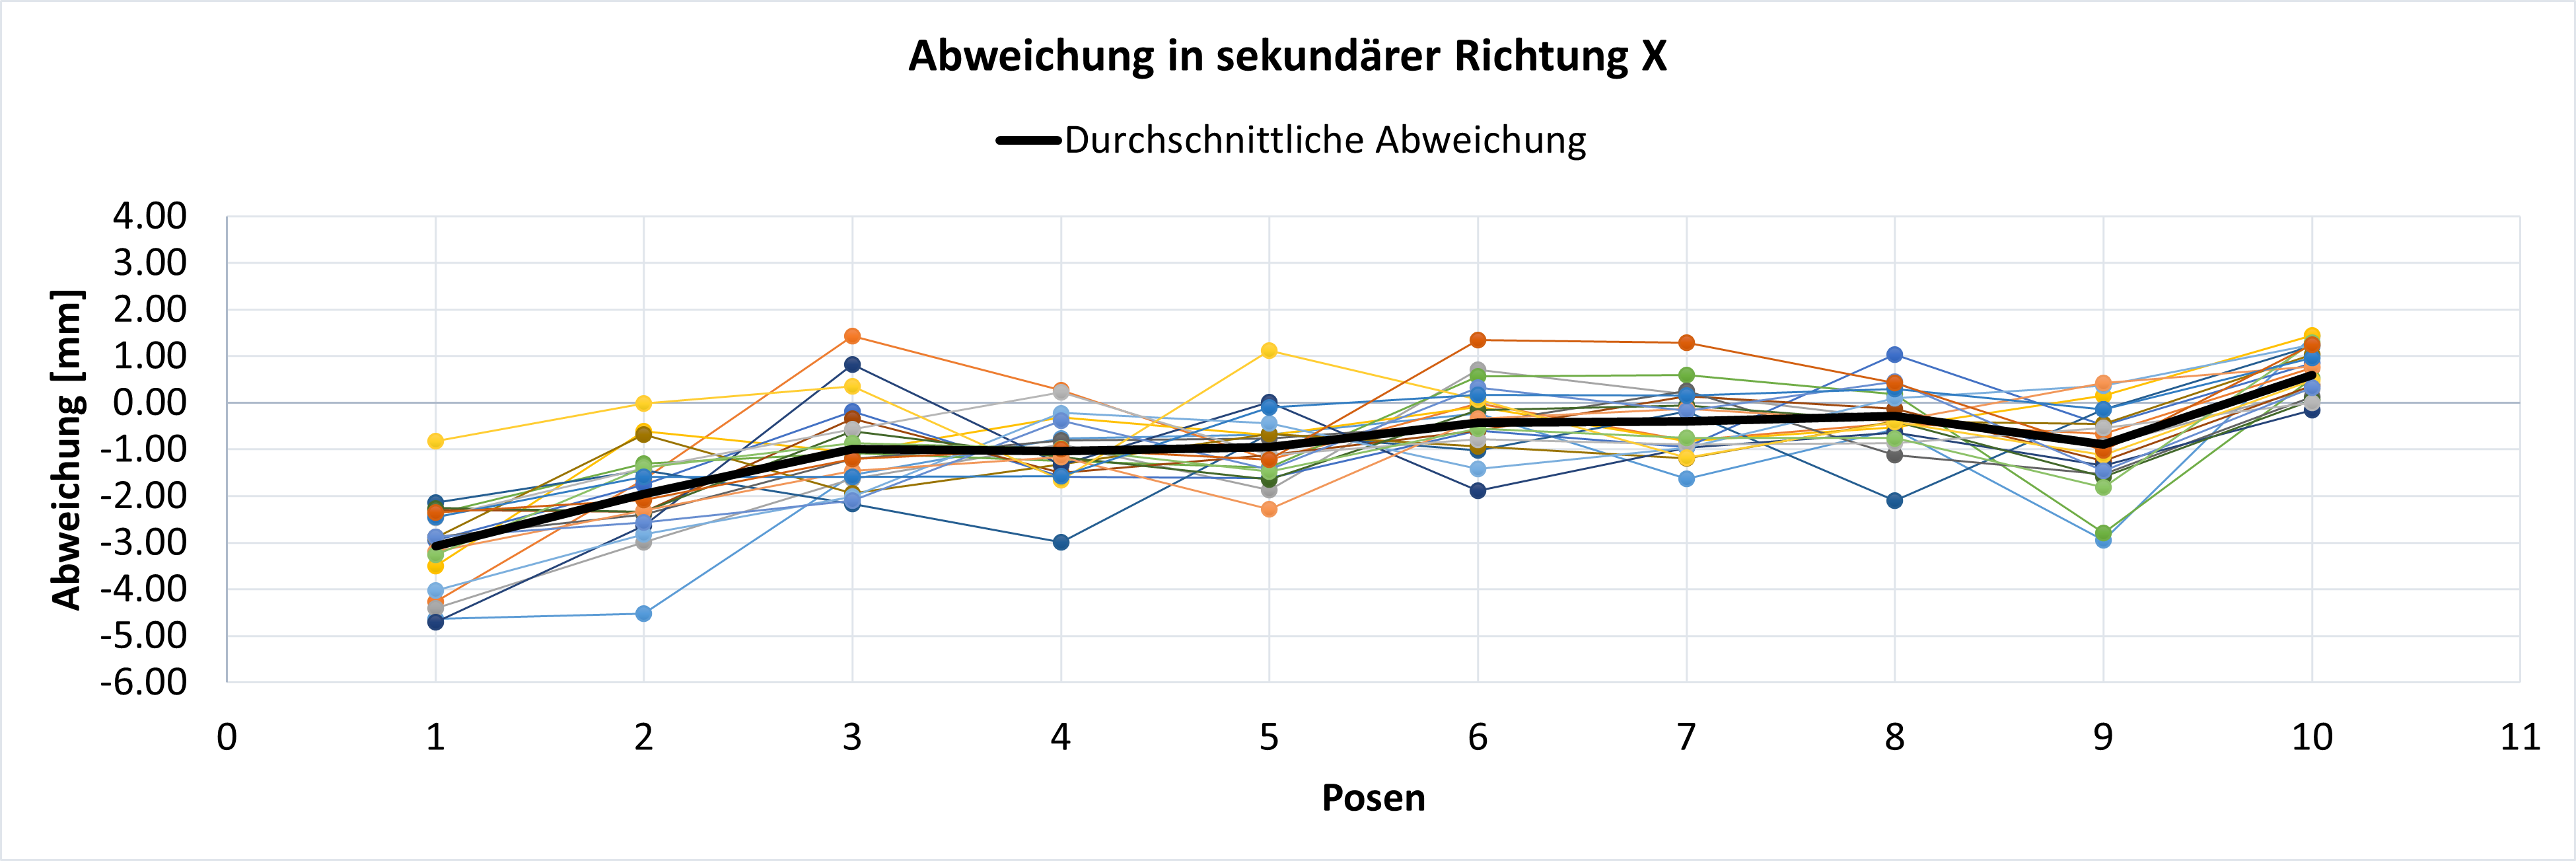 Abweichung in sekundärer Richtung X
Durchschnittliche Abweichung
Abweichung [mm]
4.00
3.00
2.00
1.00
0.00
-1.00
-2.00
-3.00
-4.00
-5.00
-6.00
0 1 2 3 4 5 6 7 8 9 10 11
Posen